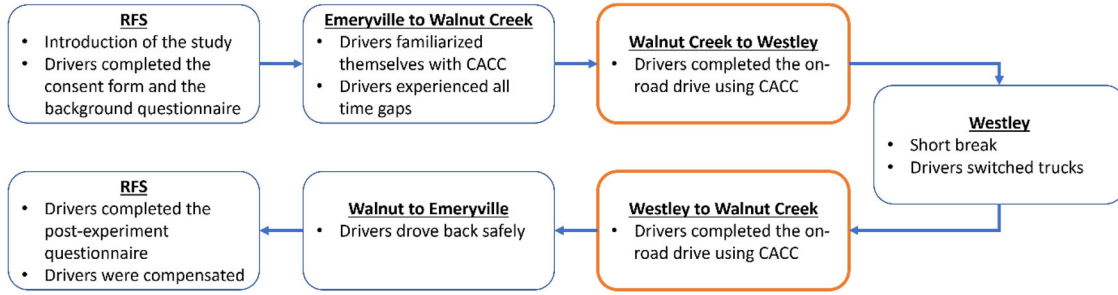 RFS
• Introduction of the study
• Drivers completed the
consent form and the
background questionnaire
Emeryville to Walnut Creek
• Drivers familiarized
themselves with CACC
• Drivers experienced all
time gaps
Walnut Creek to Westley
• Drivers completed the on-
road drive using CACC
Westley
• Short break
• Drivers switched trucks
Westley to Walnut Creek
• Drivers completed the on-
road drive using CACC
Walnut to Emeryville
• Drivers drove back safely
RFS
• Drivers completed the
post-experiment
questionnaire
• Drivers were compensated